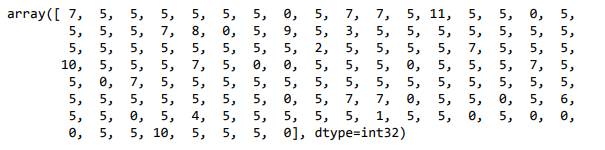 array([ 7, 5, 5, 5, 5, 5, 5, 0, 5, 7, 7, 5, 11, 5, 5, 0, 5,
5, 5, 5, 7, 8, 0, 5, 9, 5, 3, 5, 5, 5, 5, 5, 5, 5,
5, 5, 5, 5, 5, 5, 5, 5, 2, 5, 5, 5, 5, 7, 5, 5, 5,
10, 5, 5, 5, 7, 5, 0, 0, 5, 5, 5, 0, 5, 5, 5, 7, 5,
5, 0, 7, 5, 5, 5, 5, 5, 5, 5, 5, 5, 5, 5, 5, 5, 5,
5, 5, 5, 5, 5, 5, 5, 0, 5, 7, 7, 0, 5, 5, 0, 5, 6,
5, 5, 0, 5, 4, 5, 5, 5, 5, 5, 5, 1, 5, 5, 0, 5, 0, 0,
0, 5, 5, 10, 5, 5, 5, 0], dtype=int32)